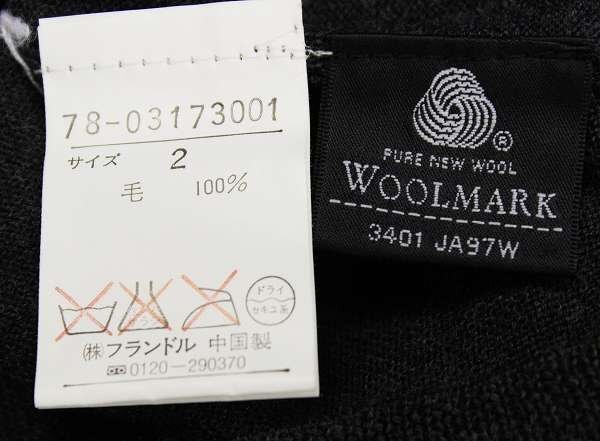 78-03173001
サイズ 2
毛 100%
ドライ
セキユ系
㈱フランドル 中国製
0120-290370
®
PURE NEW WOOL
WOOLMARK
3401 JA97W